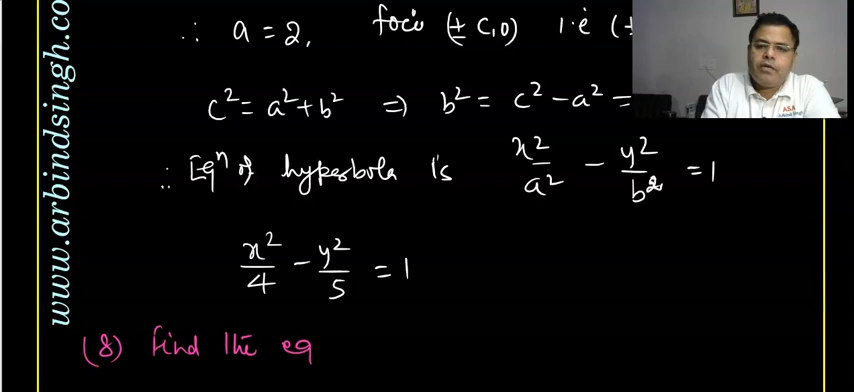 www.arbindsingh.co
∴ a = 2, foci (± c,0) i.e (±
c² = a² + b² ⇒ b² = c² − a² =
∴ Eqⁿ of hyperbola is x²/a² − y²/b² = 1
x²/4 − y²/5 = 1
(8) Find the eq
ASA